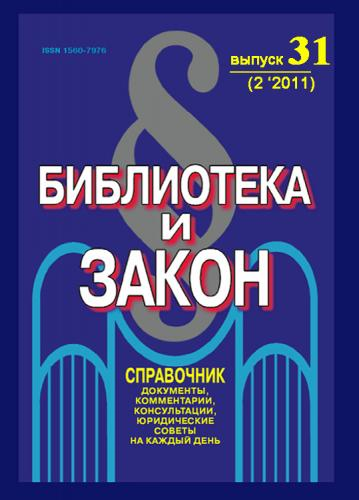 ISSN 1560-7976
выпуск 31
(2 '2011)
БИБЛИОТЕКА
И
ЗАКОН
СПРАВОЧНИК
ДОКУМЕНТЫ,
КОММЕНТАРИИ,
КОНСУЛЬТАЦИИ,
ЮРИДИЧЕСКИЕ
СОВЕТЫ
НА КАЖДЫЙ ДЕНЬ